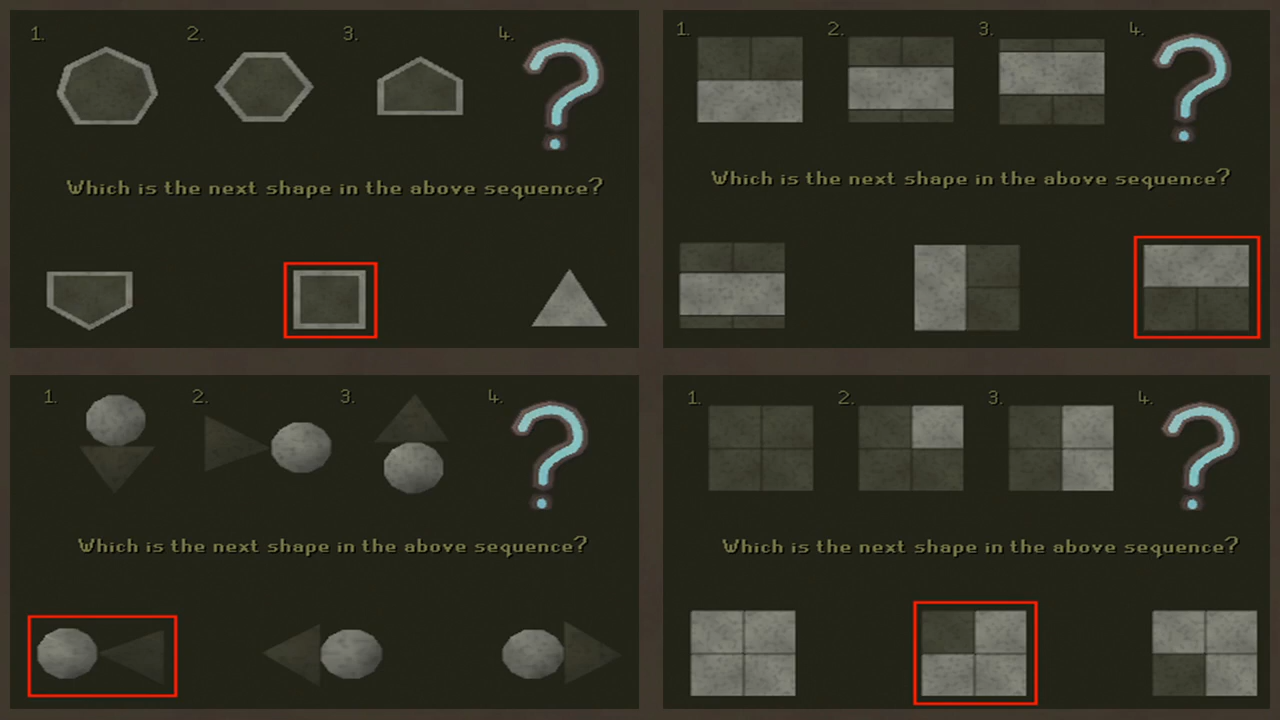 1. 2. 3. 4. ?
Which is the next shape in the above sequence?
1. 2. 3. 4. ?
Which is the next shape in the above sequence?
1. 2. 3. 4. ?
Which is the next shape in the above sequence?
1. 2. 3. 4. ?
Which is the next shape in the above sequence?